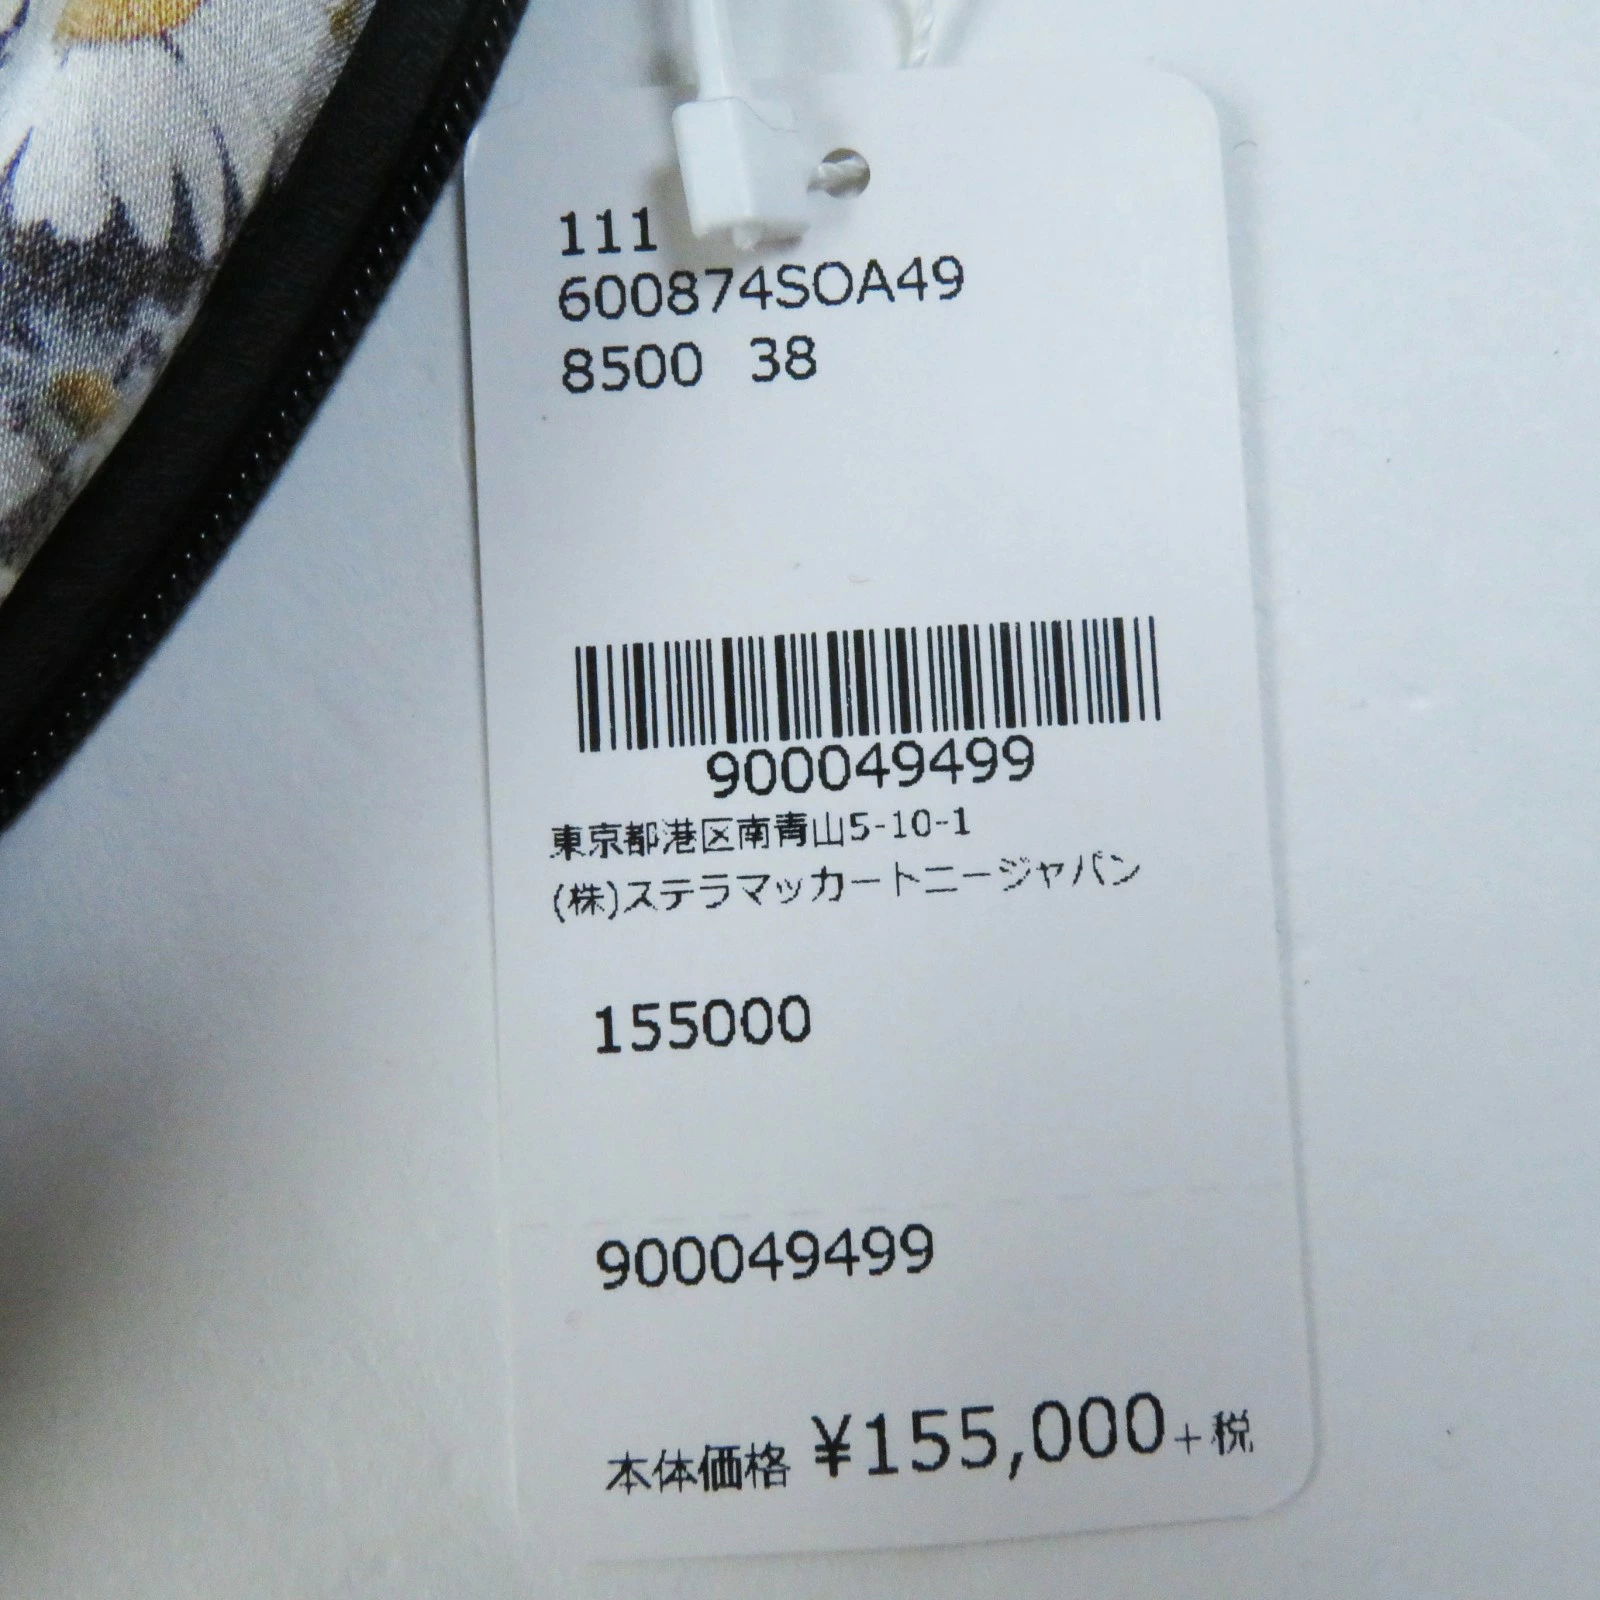 111
600874SOA49
8500 38
900049499
東京都港区南青山5-10-1
(株)ステラマッカートニージャパン
155000
900049499
本体価格 ¥155,000+税